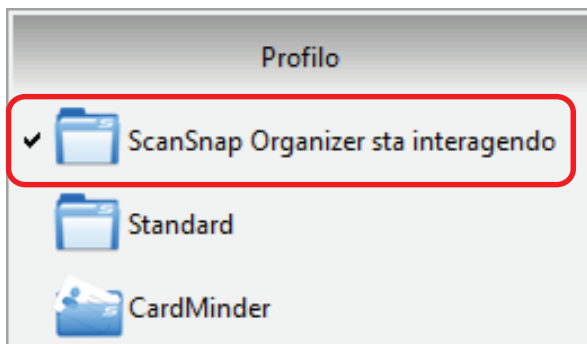 Profilo
ScanSnap Organizer sta interagendo
Standard
CardMinder